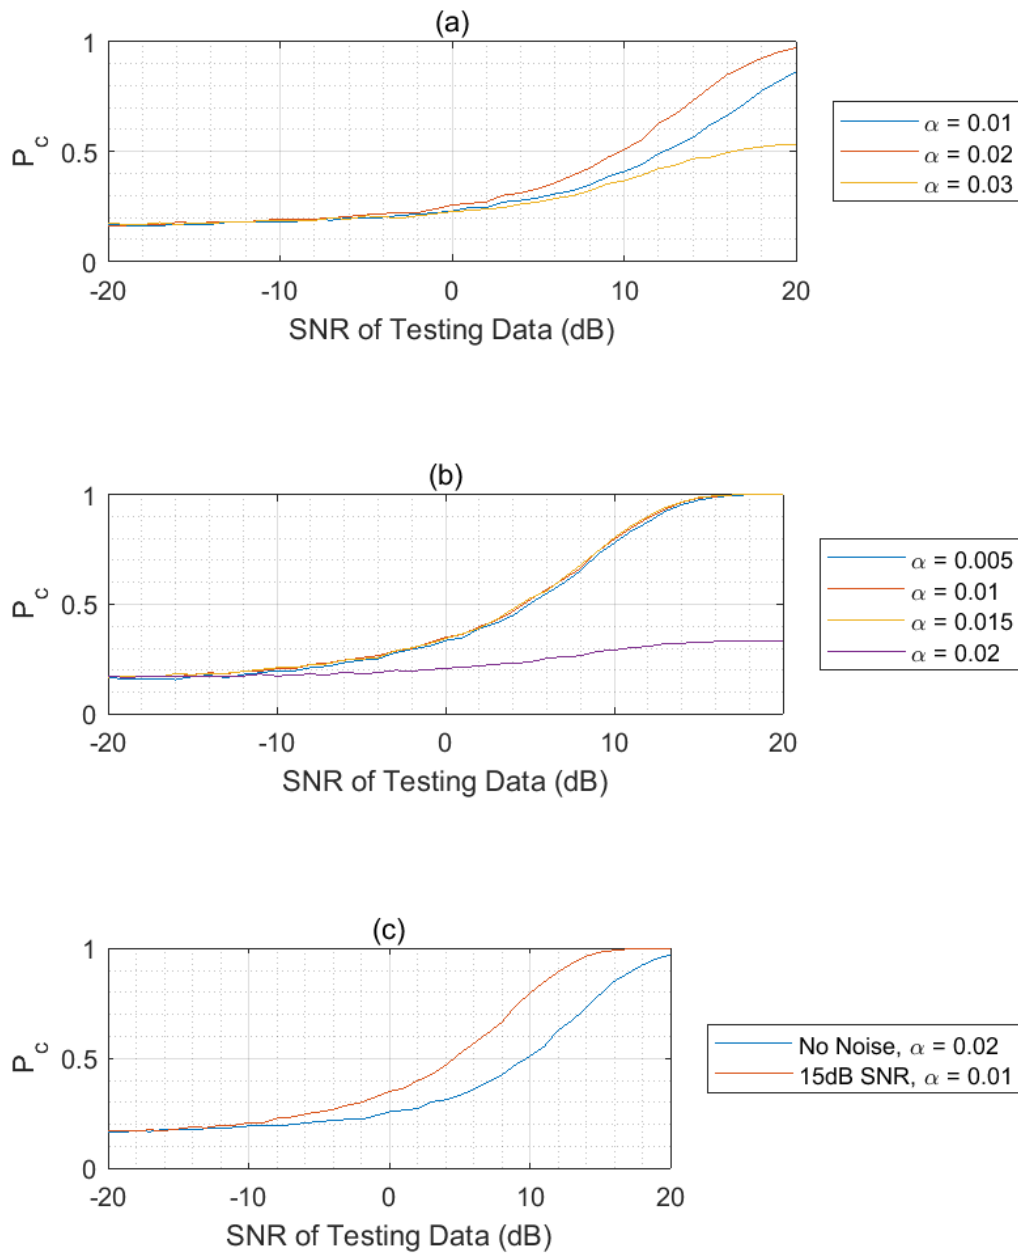 (a)
1
0.5
0
P_c
-20 -10 0 10 20
SNR of Testing Data (dB)
α = 0.01
α = 0.02
α = 0.03
(b)
1
0.5
0
P_c
-20 -10 0 10 20
SNR of Testing Data (dB)
α = 0.005
α = 0.01
α = 0.015
α = 0.02
(c)
1
0.5
0
P_c
-20 -10 0 10 20
SNR of Testing Data (dB)
No Noise, α = 0.02
15dB SNR, α = 0.01